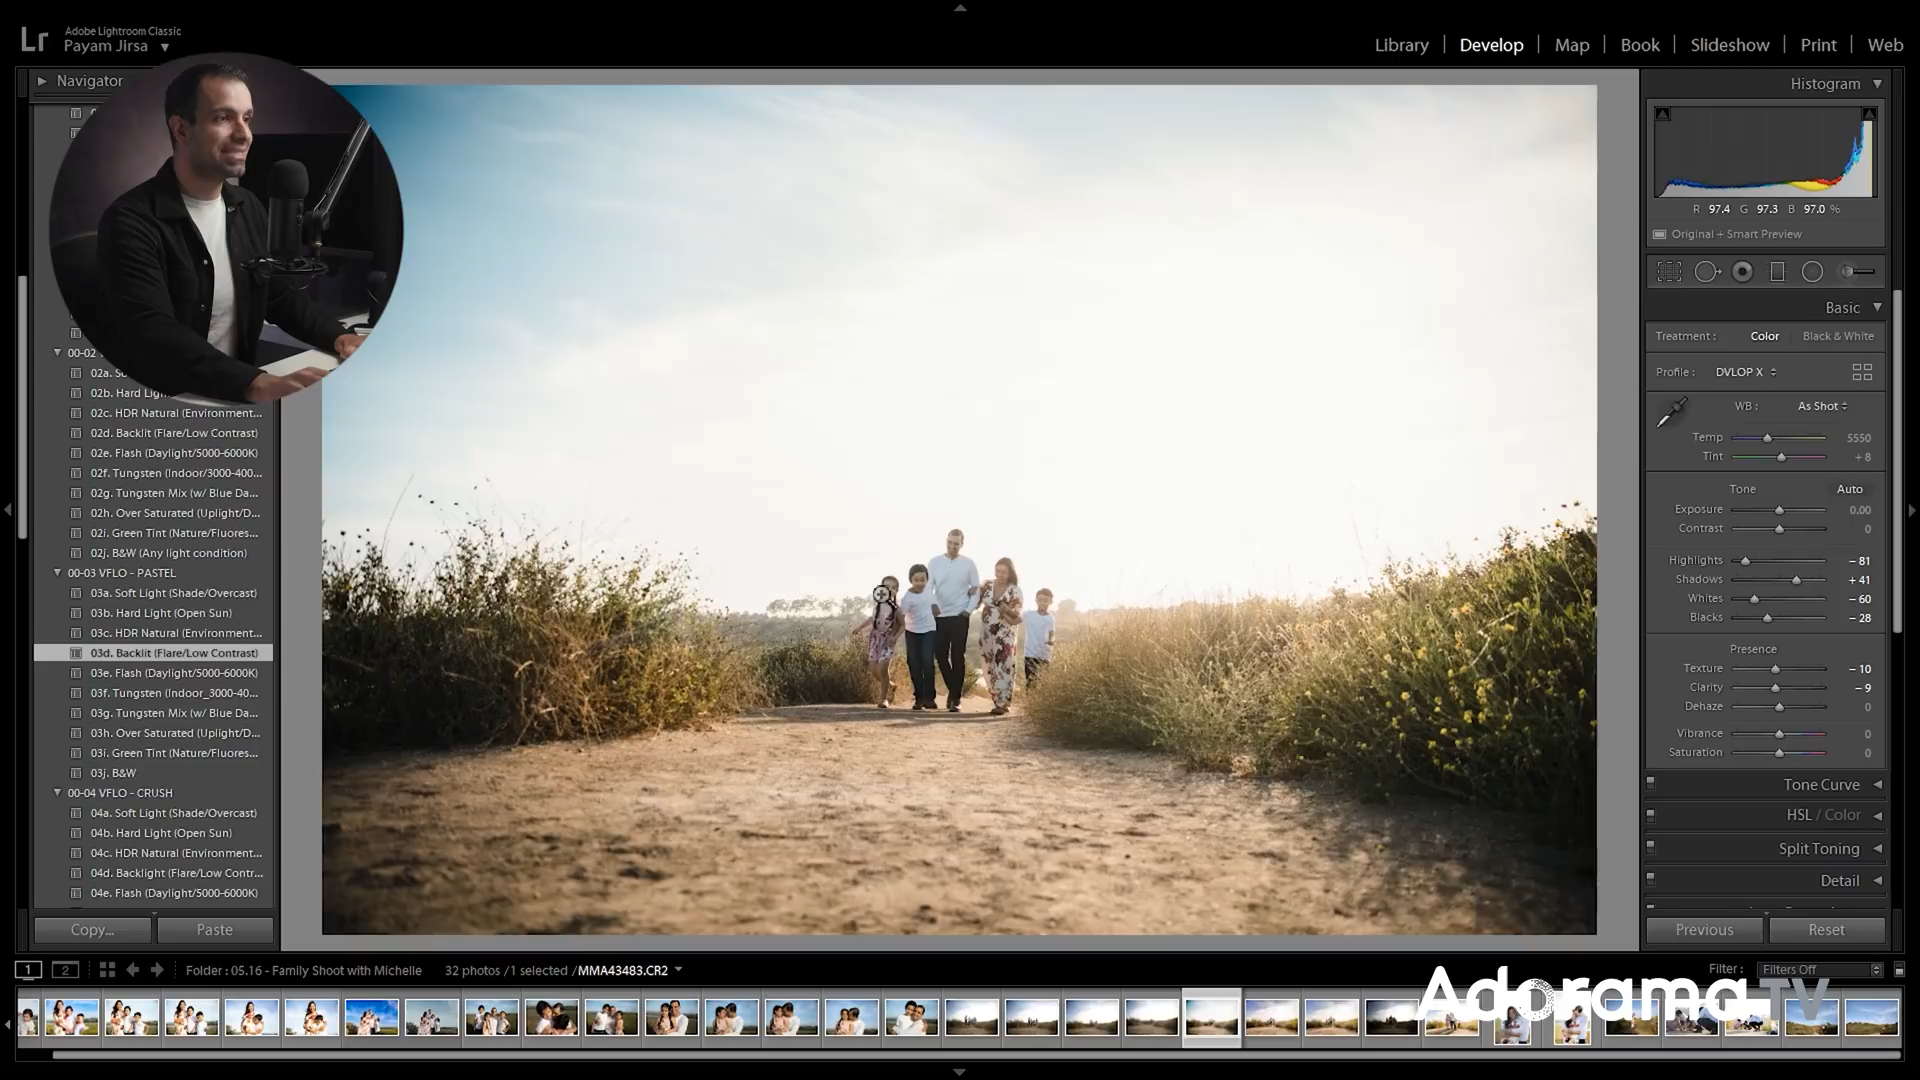 Lr
Adobe Lightroom Classic
Payam Jirsa
Library
Develop
Map
Book
Slideshow
Print
Web
Navigator
00-02
02a. So
02b. Hard Ligh
02c. HDR Natural (Environment...
02d. Backlit (Flare/Low Contrast)
02e. Flash (Daylight/5000-6000K)
02f. Tungsten (Indoor/3000-400...
02g. Tungsten Mix (w/ Blue Da...
02h. Over Saturated (Uplight/D...
02i. Green Tint (Nature/Fluores...
02j. B&W (Any light condition)
00-03 VFLO - PASTEL
03a. Soft Light (Shade/Overcast)
03b. Hard Light (Open Sun)
03c. HDR Natural (Environment...
03d. Backlit (Flare/Low Contrast)
03e. Flash (Daylight/5000-6000K)
03f. Tungsten (Indoor_3000-40...
03g. Tungsten Mix (w/ Blue Da...
03h. Over Saturated (Uplight/D...
03i. Green Tint (Nature/Fluores...
03j. B&W
00-04 VFLO - CRUSH
04a. Soft Light (Shade/Overcast)
04b. Hard Light (Open Sun)
04c. HDR Natural (Environment...
04d. Backlight (Flare/Low Contr...
04e. Flash (Daylight/5000-6000K)
Copy...
Paste
Histogram
R 97.4 G 97.3 B 97.0 %
Original + Smart Preview
Basic
Treatment : Color Black & White
Profile : DVLOP X
WB : As Shot
Temp 5550
Tint + 8
Tone Auto
Exposure 0.00
Contrast 0
Highlights – 81
Shadows + 41
Whites – 60
Blacks – 28
Presence
Texture – 10
Clarity – 9
Dehaze 0
Vibrance 0
Saturation 0
Tone Curve
HSL / Color
Split Toning
Detail
Previous
Reset
1 2 Folder : 05.16 - Family Shoot with Michelle 32 photos /1 selected /MMA43483.CR2
Filter : Filters Off
Adorama TV